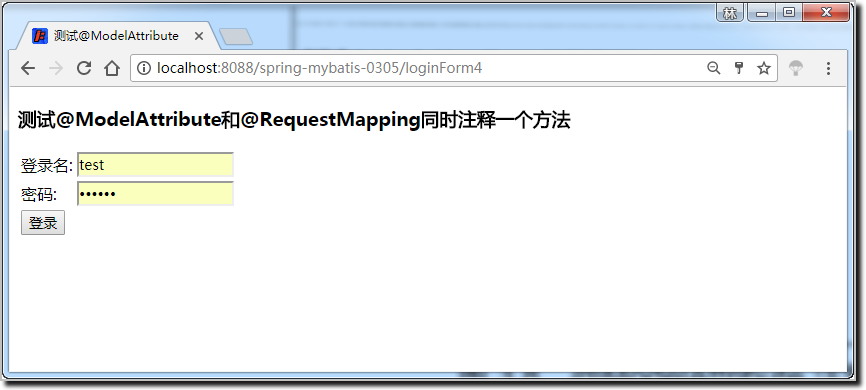 林
测试@ModelAttribute
localhost:8088/spring-mybatis-0305/loginForm4
测试@ModelAttribute和@RequestMapping同时注释一个方法
登录名: test
密码: ••••••
登录